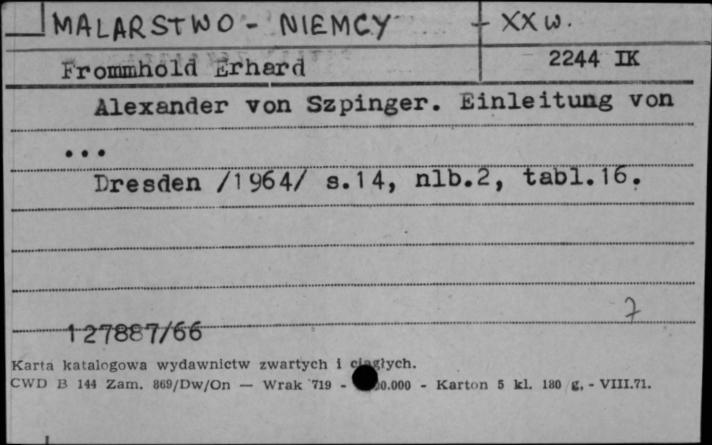 MALARSTWO - NIEMCY - XX w.
Frommhold Erhard 2244 IK
Alexander von Szpinger. Einleitung von
...
Dresden /1964/ s.14, nlb.2, tabl.16.
7
127887/66
Karta katalogowa wydawnictw zwartych i ciągłych.
CWD B 144 Zam. 869/Dw/On — Wrak 719 - 00.000 - Karton 5 kl. 180 g. - VIII.71.